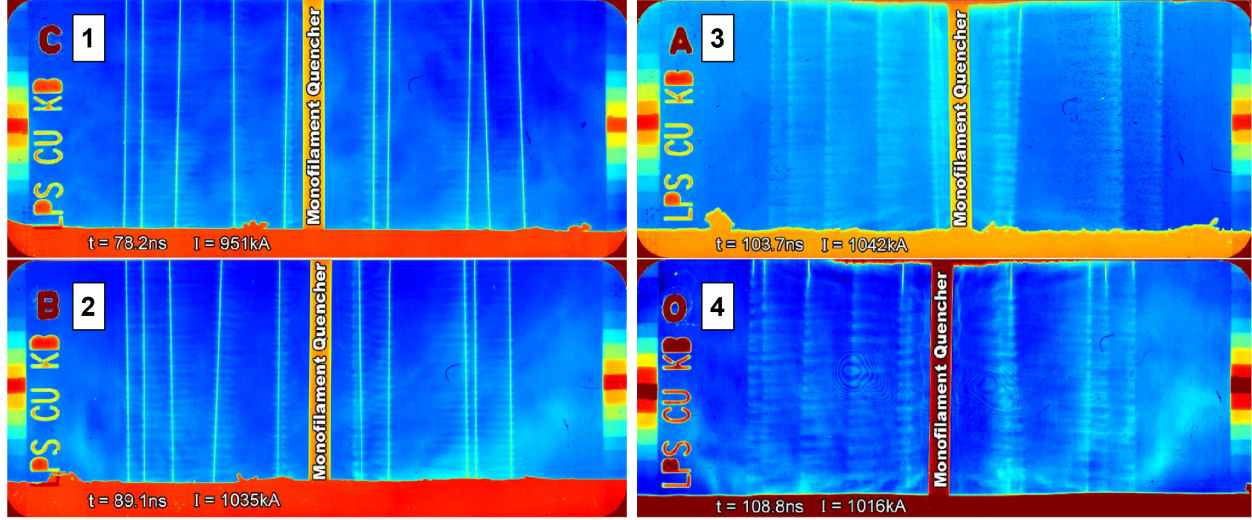 C
1
LPS CU KB
Monofilament Quencher
t = 78.2ns I = 951kA
B
2
LPS CU KB
Monofilament Quencher
t = 89.1ns I = 1035kA
A
3
LPS CU KB
Monofilament Quencher
t = 103.7ns I = 1042kA
O
4
LPS CU KB
Monofilament Quencher
t = 108.8ns I = 1016kA